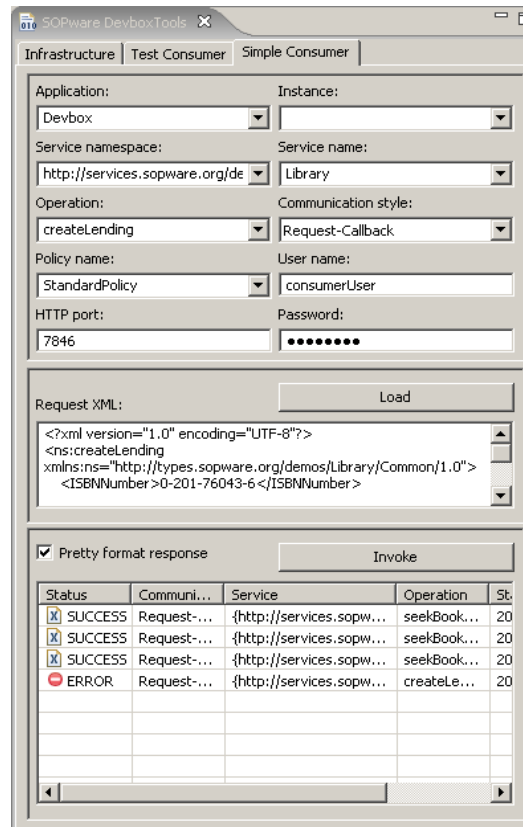 SOPware DevboxTools
Infrastructure Test Consumer Simple Consumer
Application: Instance:
Devbox
Service namespace: Service name:
http://services.sopware.org/de Library
Operation: Communication style:
createLending Request-Callback
Policy name: User name:
StandardPolicy consumerUser
HTTP port: Password:
7846 ●●●●●●●●
Request XML: Load
<?xml version="1.0" encoding="UTF-8"?>
<ns:createLending
xmlns:ns="http://types.sopware.org/demos/Library/Common/1.0">
<ISBNNumber>0-201-76043-6</ISBNNumber>
Pretty format response Invoke
Status Communi... Service Operation St
SUCCESS Request-... {http://services.sopw... seekBook... 20
SUCCESS Request-... {http://services.sopw... seekBook... 20
SUCCESS Request-... {http://services.sopw... seekBook... 20
ERROR Request-... {http://services.sopw... createLe... 20